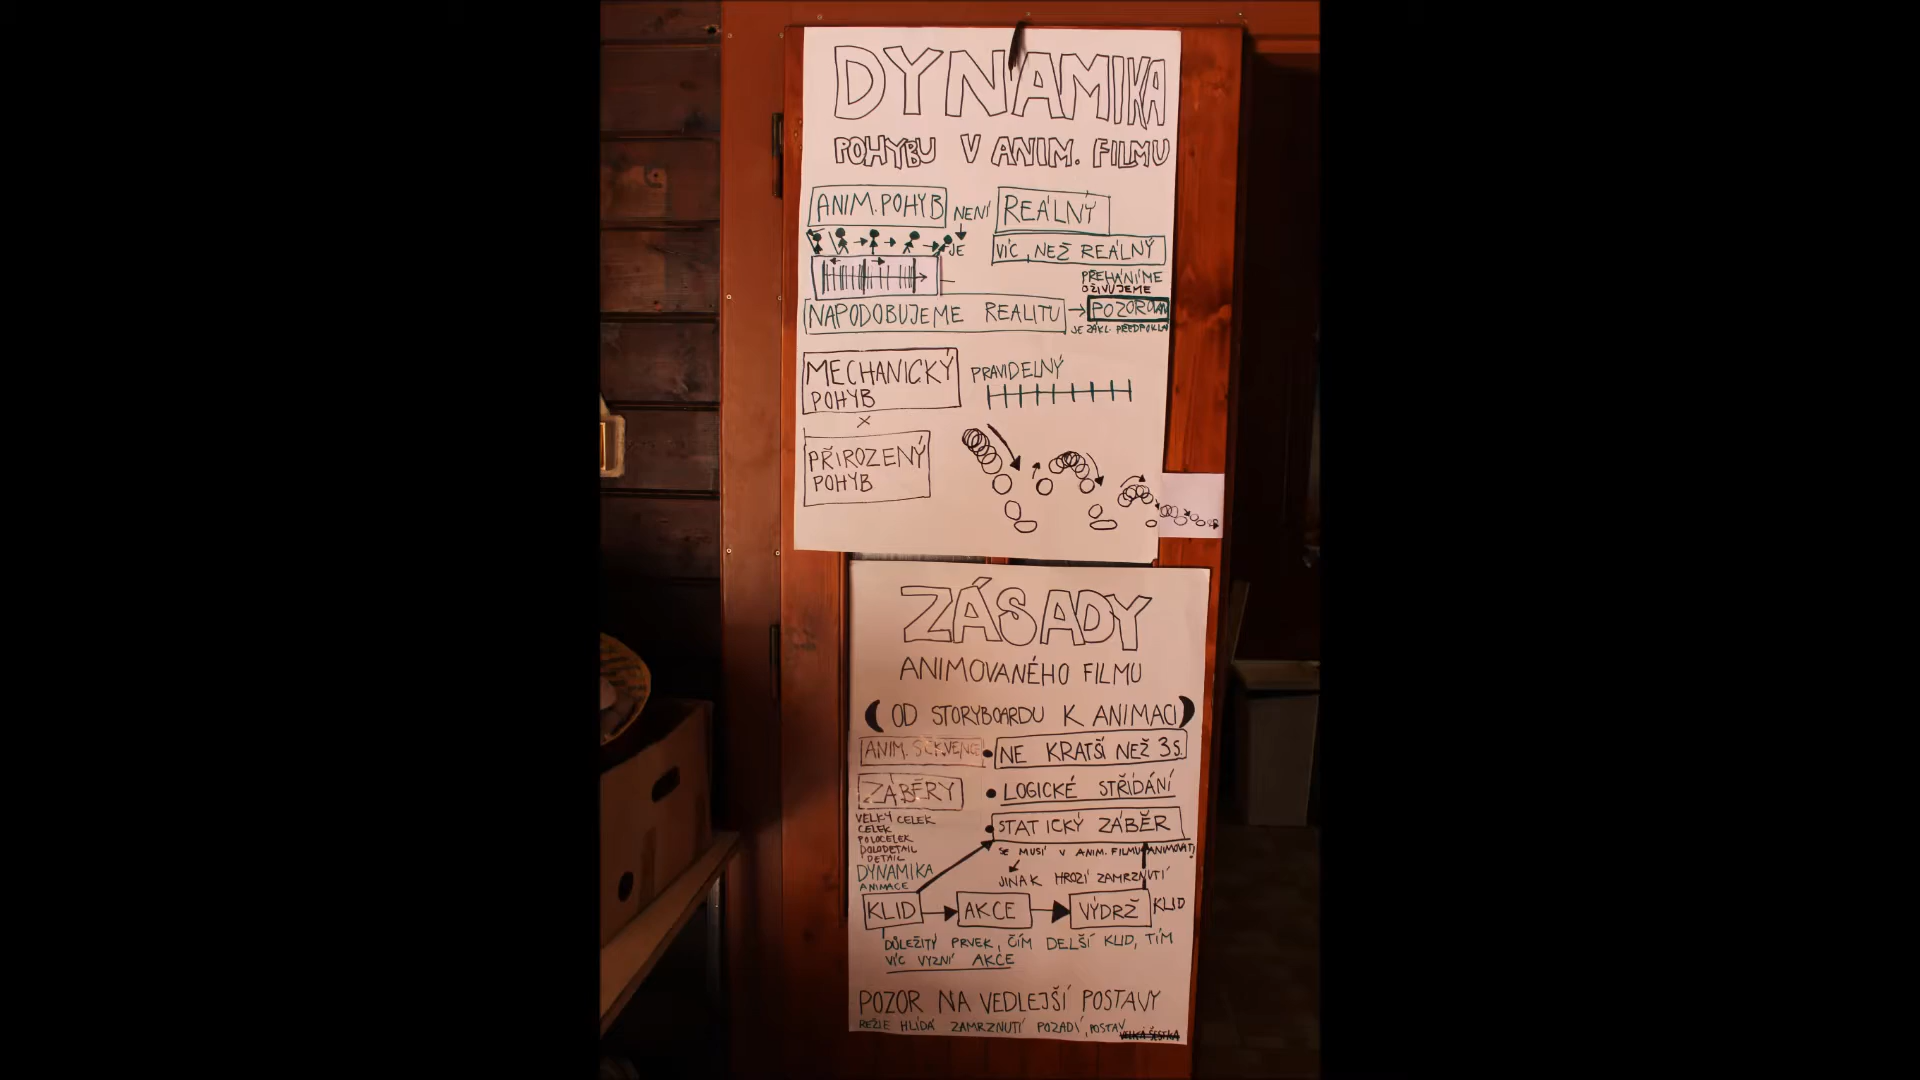 DYNAMIKA
POHYBU V ANIM. FILMU
ANIM. POHYB NENÍ REÁLNÝ
JE VÍC, NEŽ REÁLNÝ
PŘEHÁNÍME
OŽIVUJEME
NAPODOBUJEME REALITU → POZOROV
JE ZÁKL. PŘEDPOKLA
MECHANICKÝ
POHYB
PRAVIDELNÝ
×
PŘIROZENÝ
POHYB
ZÁSADY
ANIMOVANÉHO FILMU
(OD STORYBOARDU K ANIMACI)
ANIM. SEKVENCE • NE KRATŠÍ NEŽ 3S.
ZÁBĚRY • LOGICKÉ STŘÍDÁNÍ
VELKÝ CELEK
CELEK
POLOCELEK
POLODETAIL
DETAIL
• STATICKÝ ZÁBĚR
SE MUSÍ V ANIM. FILMU ANIMOVAT!
JINAK HROZÍ ZAMRZNUTÍ
DYNAMIKA
ANIMACE
KLID → AKCE → VÝDRŽ KLID
DŮLEŽITÝ PRVEK, ČÍM DELŠÍ KLID, TÍM
VÍC VYZNÍ AKCE
POZOR NA VEDLEJŠÍ POSTAVY
REŽIE HLÍDÁ ZAMRZNUTÍ POZADÍ, POSTAV